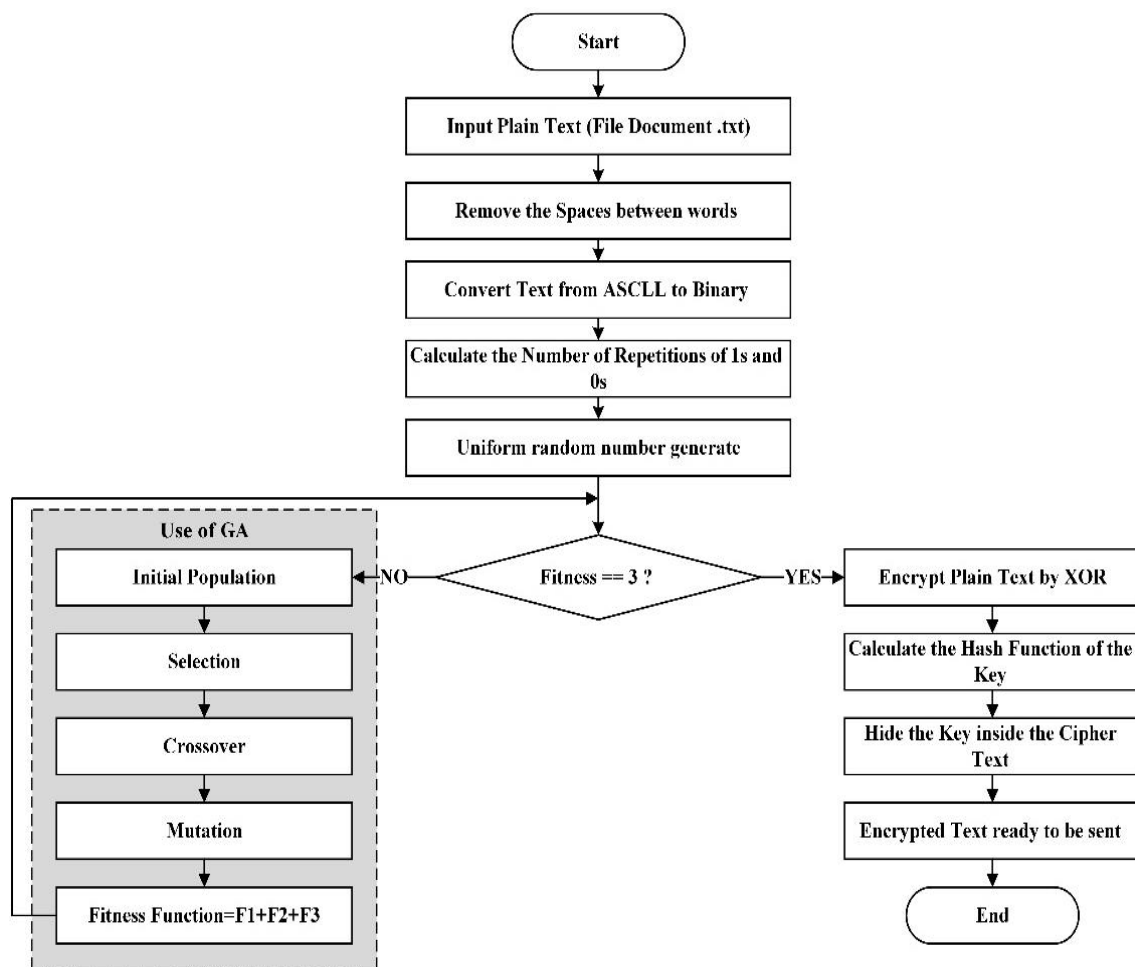 Start
Input Plain Text (File Document .txt)
Remove the Spaces between words
Convert Text from ASCLL to Binary
Calculate the Number of Repetitions of 1s and
0s
Uniform random number generate
Fitness == 3 ?
NO
YES
Use of GA
Initial Population
Selection
Crossover
Mutation
Fitness Function=F1+F2+F3
Encrypt Plain Text by XOR
Calculate the Hash Function of the
Key
Hide the Key inside the Cipher
Text
Encrypted Text ready to be sent
End